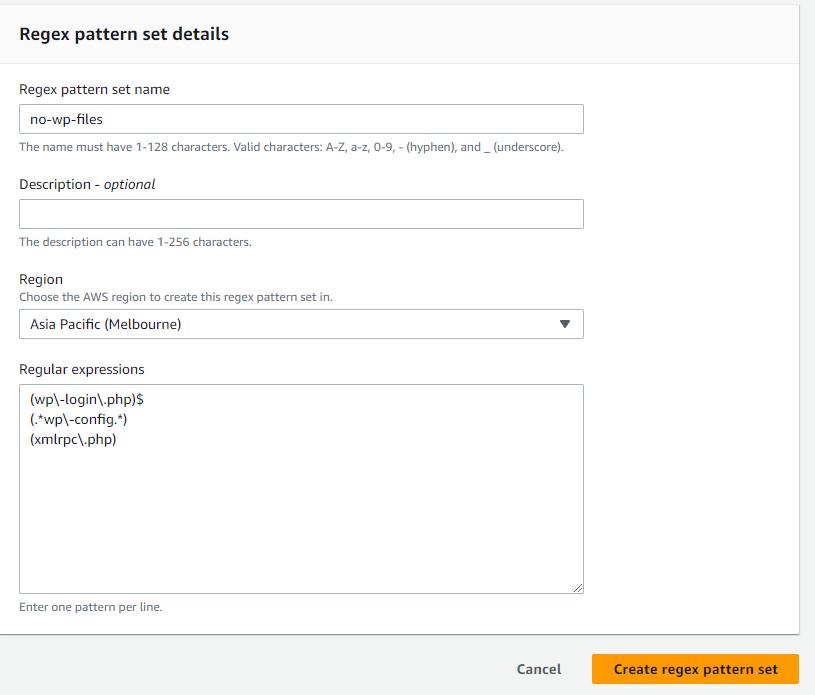 Regex pattern set details
Regex pattern set name
no-wp-files
The name must have 1-128 characters. Valid characters: A-Z, a-z, 0-9, - (hyphen), and _ (underscore).
Description - optional
The description can have 1-256 characters.
Region
Choose the AWS region to create this regex pattern set in.
Asia Pacific (Melbourne)
Regular expressions
(wp\-login\.php)$
(.*wp\-config.*)
(xmlrpc\.php)
Enter one pattern per line.
Cancel Create regex pattern set